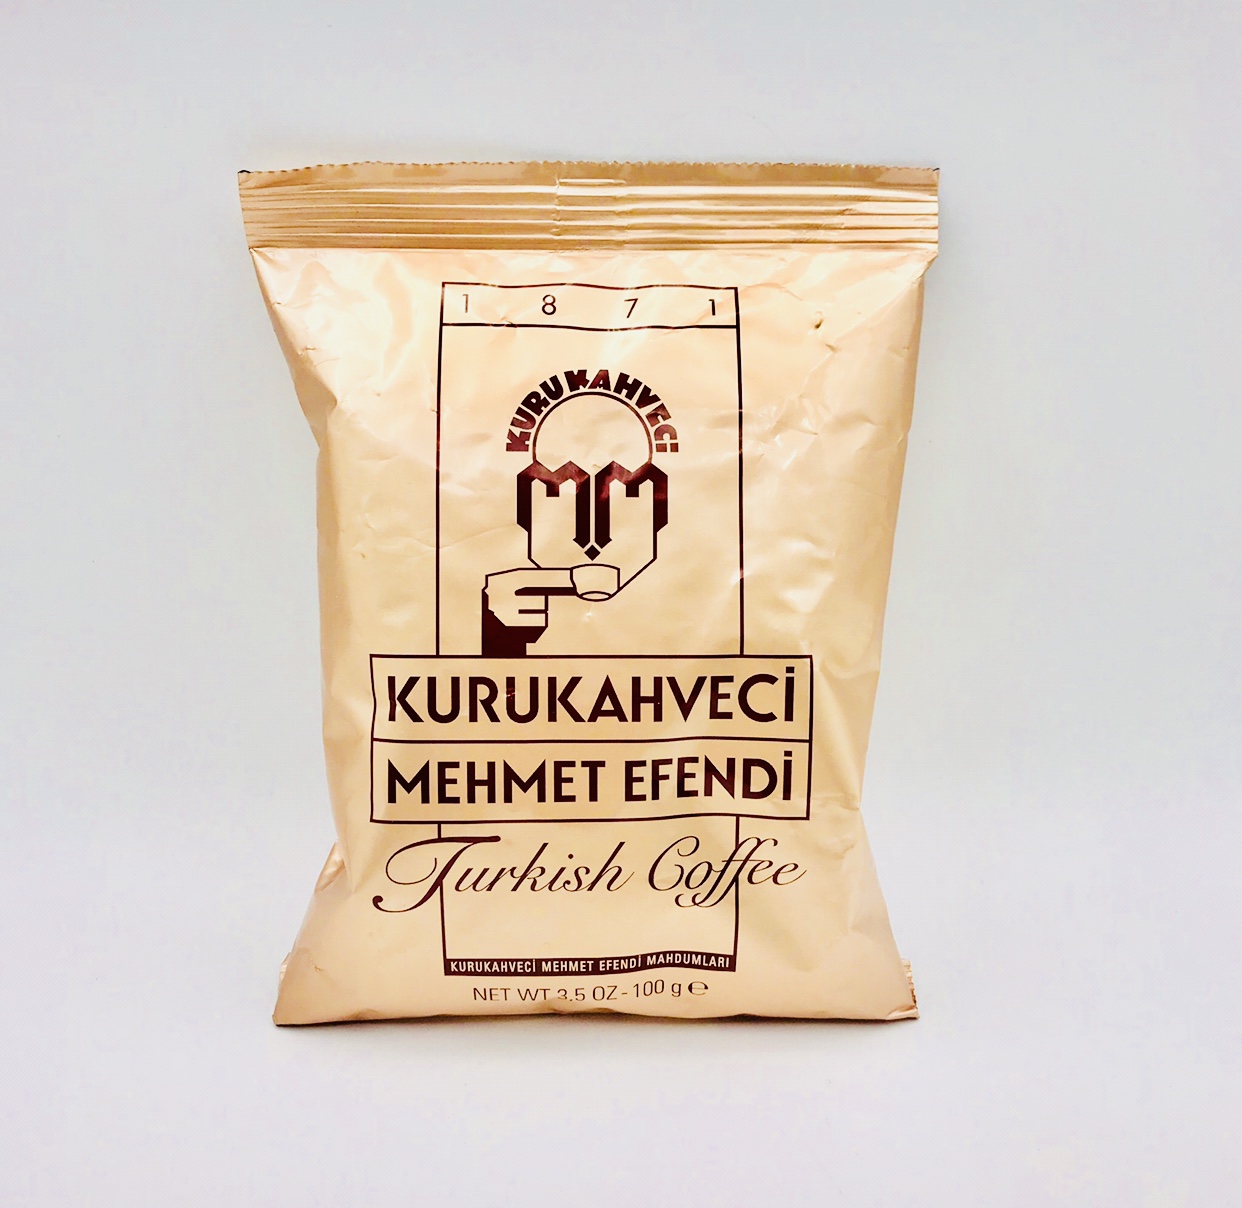 1 8 7 1
KURUKAHVECİ
KURUKAHVECİ
MEHMET EFENDİ
Turkish Coffee
KURUKAHVECİ MEHMET EFENDİ MAHDUMLARI
NET WT 3.5 OZ-100 g ℮